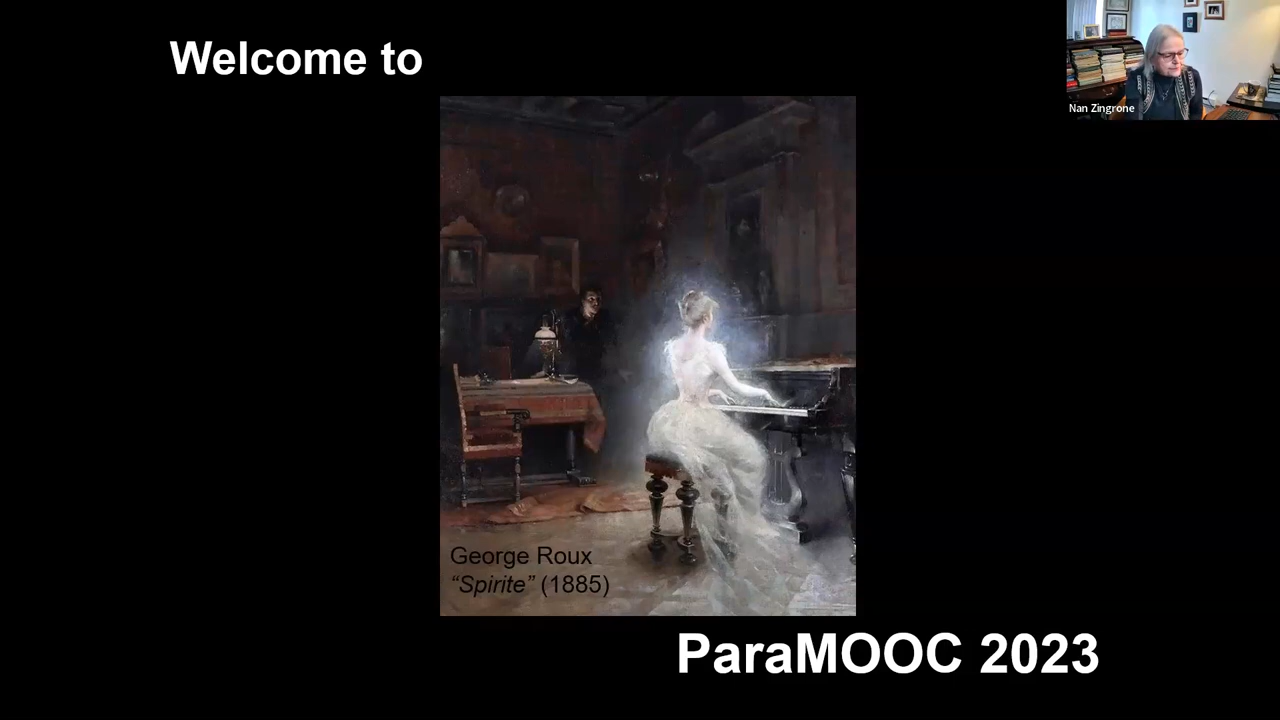 Welcome to
Nan Zingrone
George Roux
“Spirite” (1885)
ParaMOOC 2023